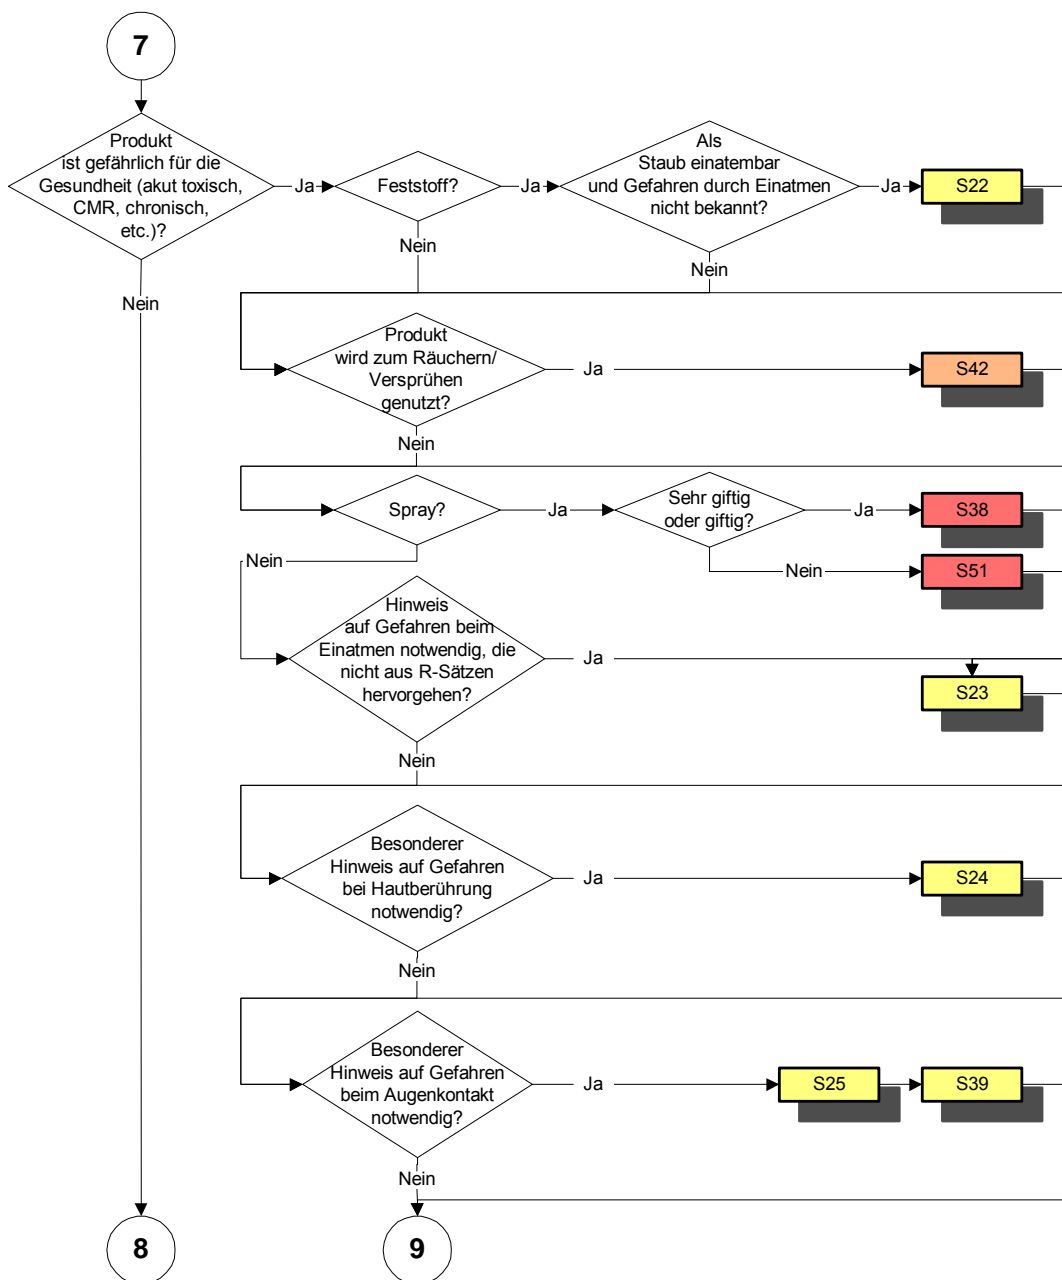 7
Produkt
ist gefährlich für die
Gesundheit (akut toxisch,
CMR, chronisch,
etc.)?
Ja
Feststoff?
Ja
Als
Staub einatembar
und Gefahren durch Einatmen
nicht bekannt?
Ja
S22
Nein
Nein
Nein
Produkt
wird zum Räuchern/
Versprühen
genutzt?
Ja
S42
Nein
Spray?
Ja
Sehr giftig
oder giftig?
Ja
S38
Nein
Nein
S51
Hinweis
auf Gefahren beim
Einatmen notwendig, die
nicht aus R-Sätzen
hervorgehen?
Ja
S23
Nein
Besonderer
Hinweis auf Gefahren
bei Hautberührung
notwendig?
Ja
S24
Nein
Besonderer
Hinweis auf Gefahren
beim Augenkontakt
notwendig?
Ja
S25
S39
Nein
8
9